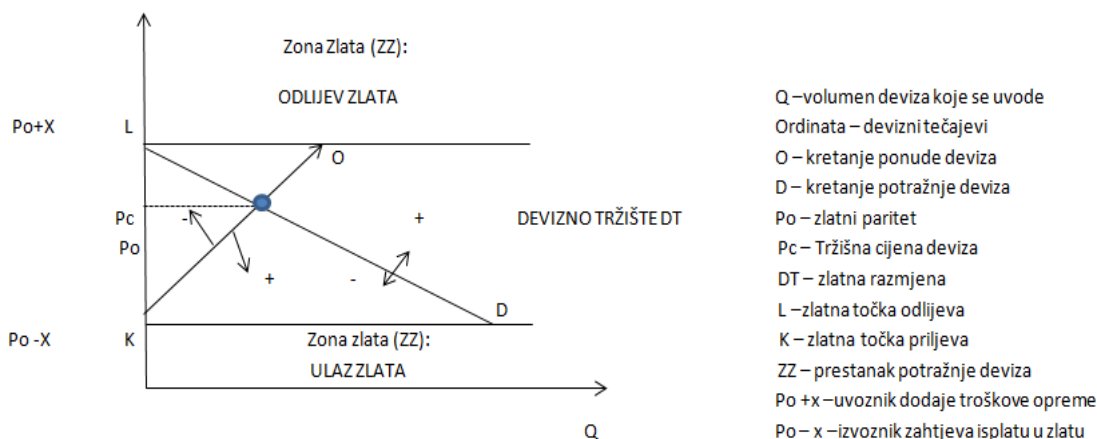 Zona Zlata (ZZ):
ODLIJEV ZLATA
Po+X L
O
Pc - + DEVIZNO TRŽIŠTE DT
Po
+ -
D
Po -X K
Zona zlata (ZZ):
ULAZ ZLATA
Q
Q –volumen deviza koje se uvode
Ordinata – devizni tečajevi
O – kretanje ponude deviza
D – kretanje potražnje deviza
Po – zlatni paritet
Pc – Tržišna cijena deviza
DT – zlatna razmjena
L –zlatna točka odlijeva
K – zlatna točka priljeva
ZZ – prestanak potražnje deviza
Po +x –uvoznik dodaje troškove opreme
Po – x –izvoznik zahtjeva isplatu u zlatu